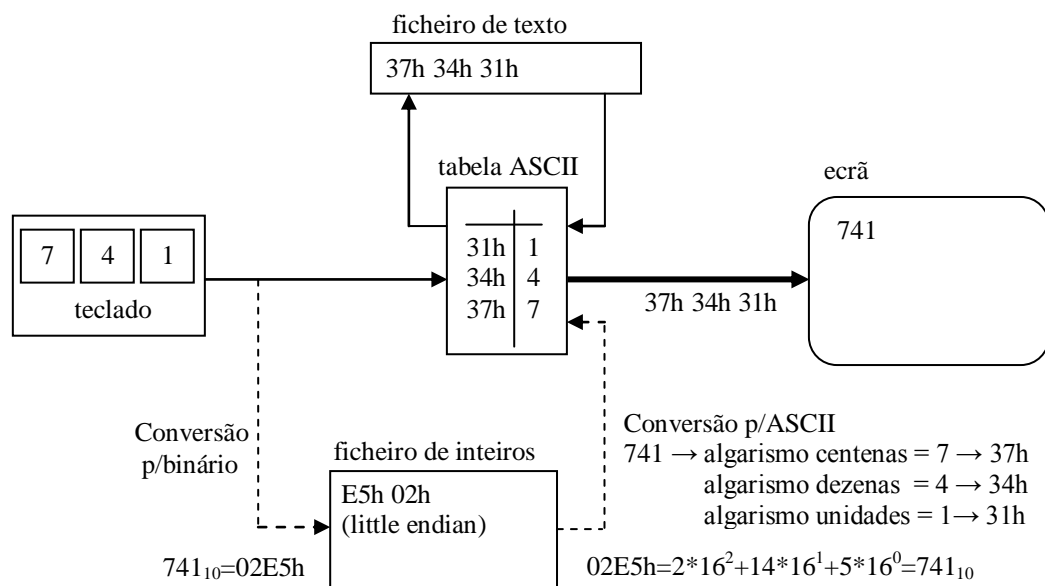 ficheiro de texto
37h 34h 31h
tabela ASCII
31h 1
34h 4
37h 7
ecrã
741
7 4 1
teclado
37h 34h 31h
Conversão
p/binário
ficheiro de inteiros
E5h 02h
(little endian)
741₁₀=02E5h
Conversão p/ASCII
741 → algarismo centenas = 7 → 37h
algarismo dezenas = 4 → 34h
algarismo unidades = 1→ 31h
02E5h=2*16²+14*16¹+5*16⁰=741₁₀